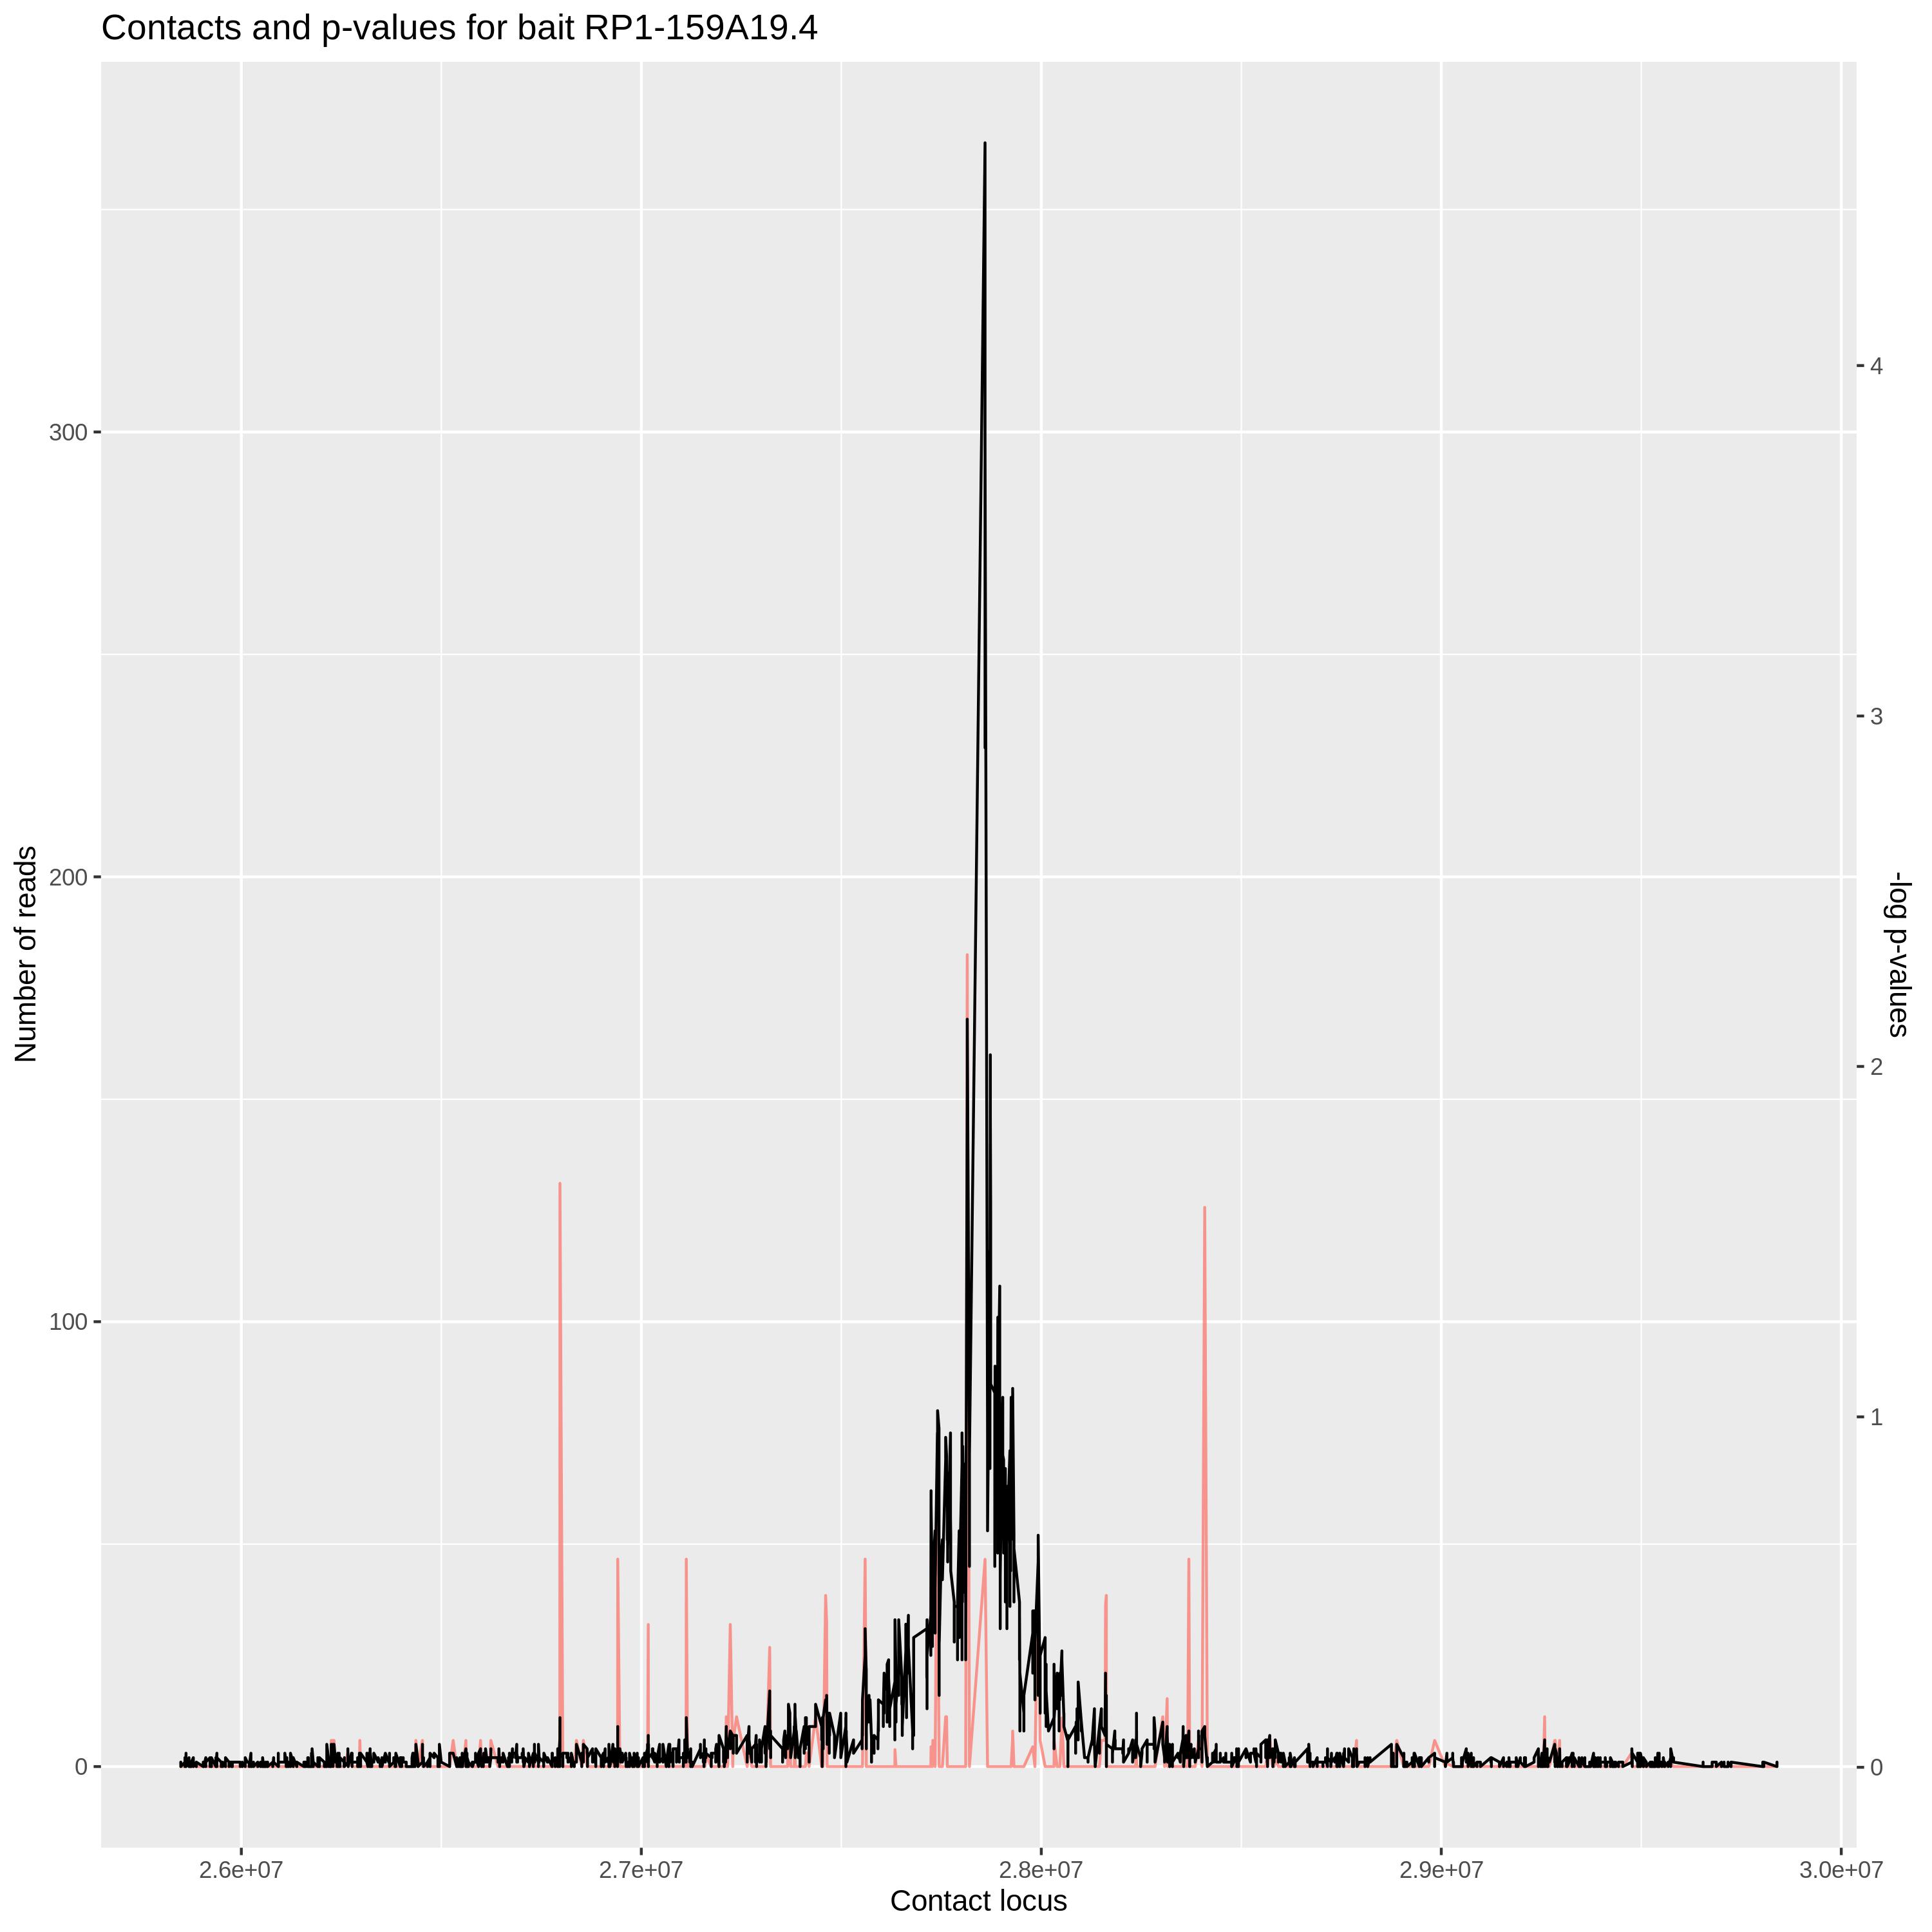 Contacts and p-values for bait RP1-159A19.4
300
200
100
0
Number of reads
4
3
2
1
0
-log p-values
2.6e+07
2.7e+07
2.8e+07
2.9e+07
3.0e+07
Contact locus